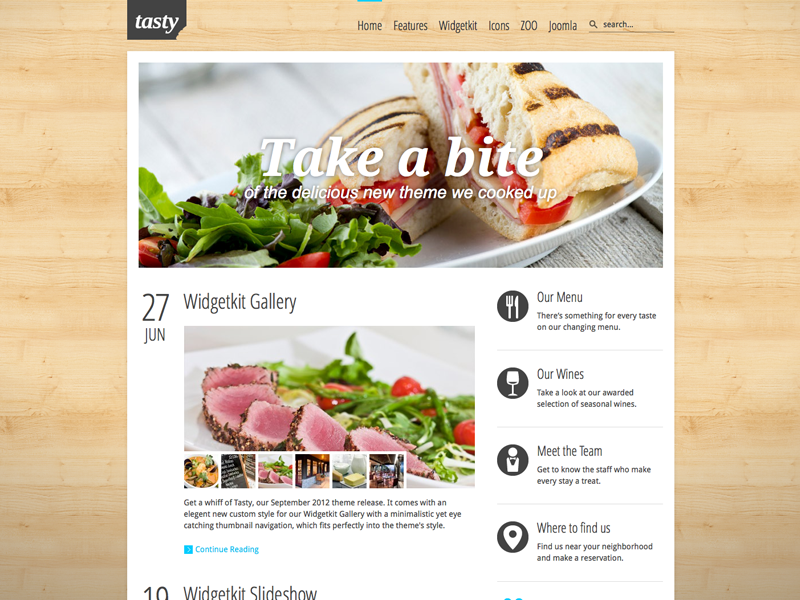 tasty
Home Features Widgetkit Icons ZOO Joomla search...
Take a bite
of the delicious new theme we cooked up
27
JUN
Widgetkit Gallery
Get a whiff of Tasty, our September 2012 theme release. It comes with an
elegent new custom style for our Widgetkit Gallery with a minimalistic yet eye
catching thumbnail navigation, which fits perfectly into the theme's style.
Continue Reading
19
Widgetkit Slideshow
Our Menu
There's something for every taste
on our changing menu.
Our Wines
Take a look at our awarded
selection of seasonal wines.
Meet the Team
Get to know the staff who make
every stay a treat.
Where to find us
Find us near your neighborhood
and make a reservation.